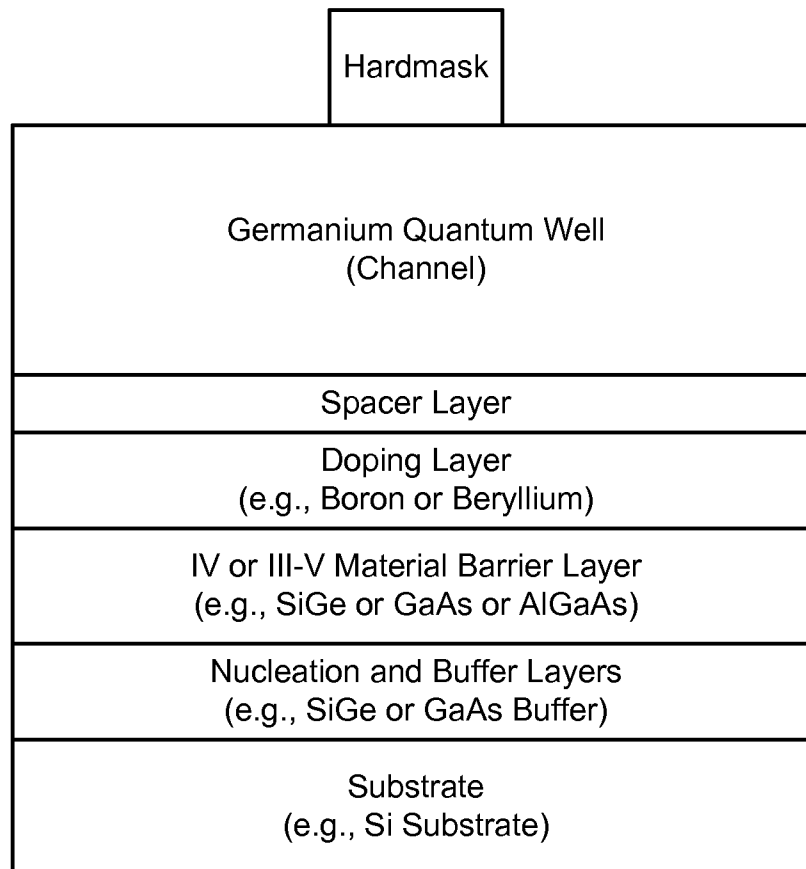 Hardmask
Germanium Quantum Well
(Channel)
Spacer Layer
Doping Layer
(e.g., Boron or Beryllium)
IV or III-V Material Barrier Layer
(e.g., SiGe or GaAs or AlGaAs)
Nucleation and Buffer Layers
(e.g., SiGe or GaAs Buffer)
Substrate
(e.g., Si Substrate)